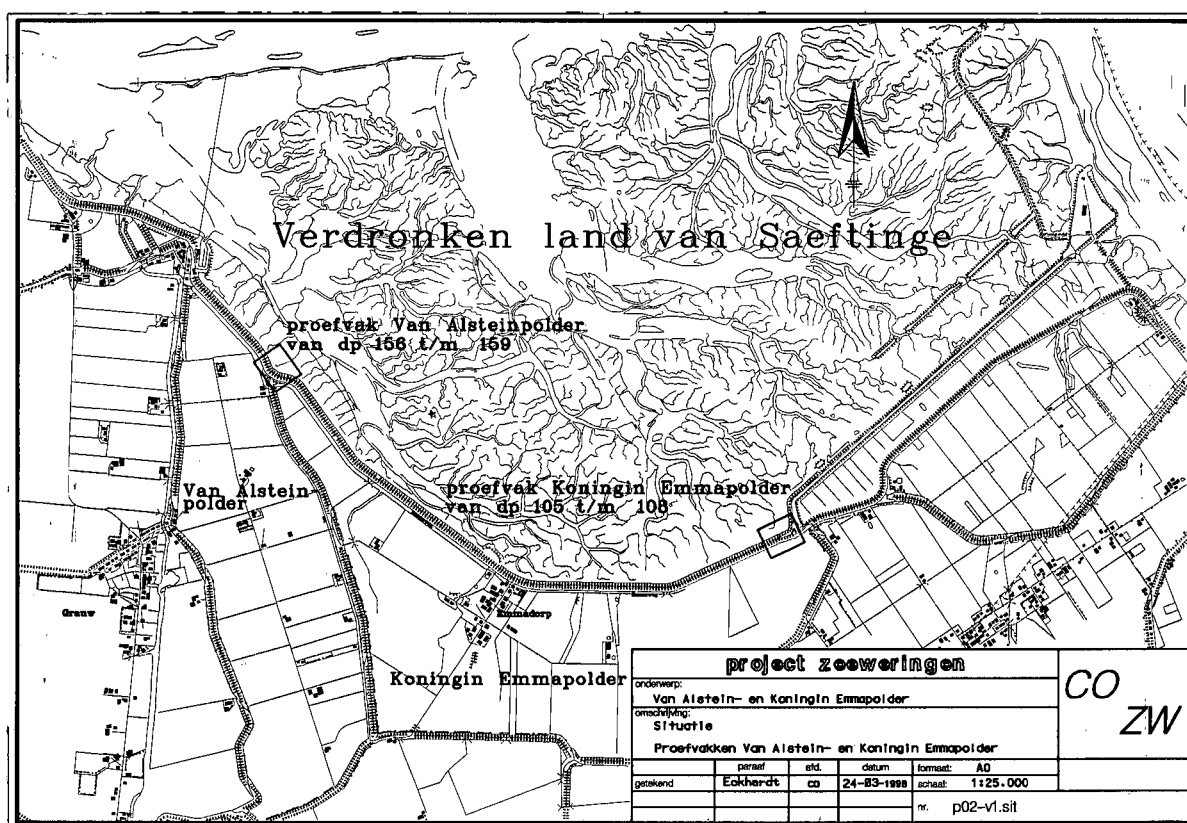 Verdronken land van Saeftinge
proefvak Van Alsteinpolder
van dp 156 t/m 159
proefvak Koningin Emmapolder
van dp 105 t/m 108
Van Alstein-
polder
Grauw
Emmadorp
Koningin Emmapolder
project zeeweringen
onderwerp:
Van Alstein- en Koningin Emmapolder
omschrijving:
Situatie
Proefvakken Van Alstein- en Koningin Emmapolder
paraaf afd. datum formaat: A0
getekend Eckhardt CO 24-03-1998 schaal: 1:25.000
nr. p02-v1.sit
CO
ZW